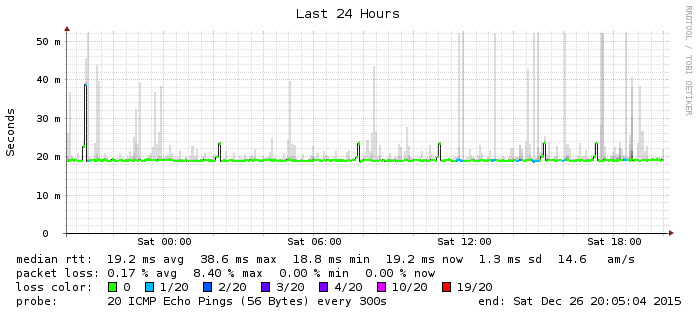 Last 24 Hours
RRDTOOL / TOBI OETIKER
Seconds
50 m
40 m
30 m
20 m
10 m
0
Sat 00:00 Sat 06:00 Sat 12:00 Sat 18:00
median rtt: 19.2 ms avg 38.6 ms max 18.8 ms min 19.2 ms now 1.3 ms sd 14.6 am/s
packet loss: 0.17 % avg 8.40 % max 0.00 % min 0.00 % now
loss color: 0 1/20 2/20 3/20 4/20 10/20 19/20
probe: 20 ICMP Echo Pings (56 Bytes) every 300s end: Sat Dec 26 20:05:04 2015